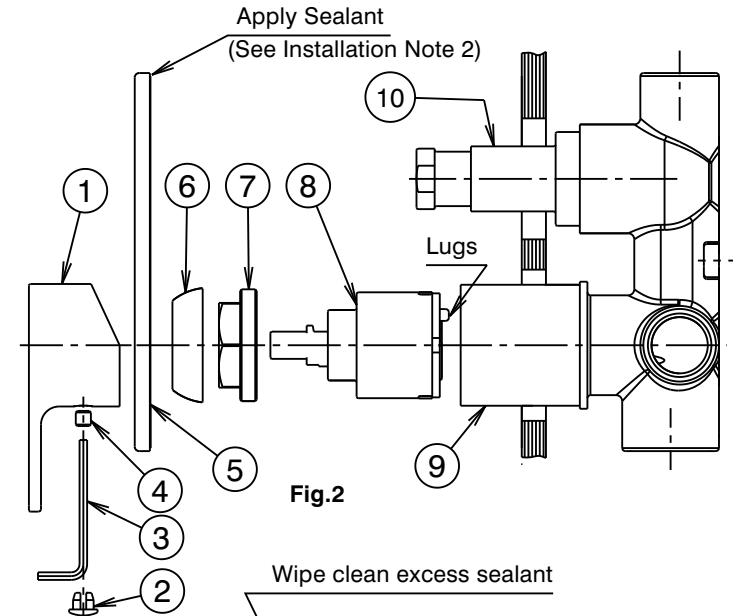 Apply Sealant
(See Installation Note 2)
10
1
6
7
8
Lugs
5
9
4
Fig.2
3
2
Wipe clean excess sealant